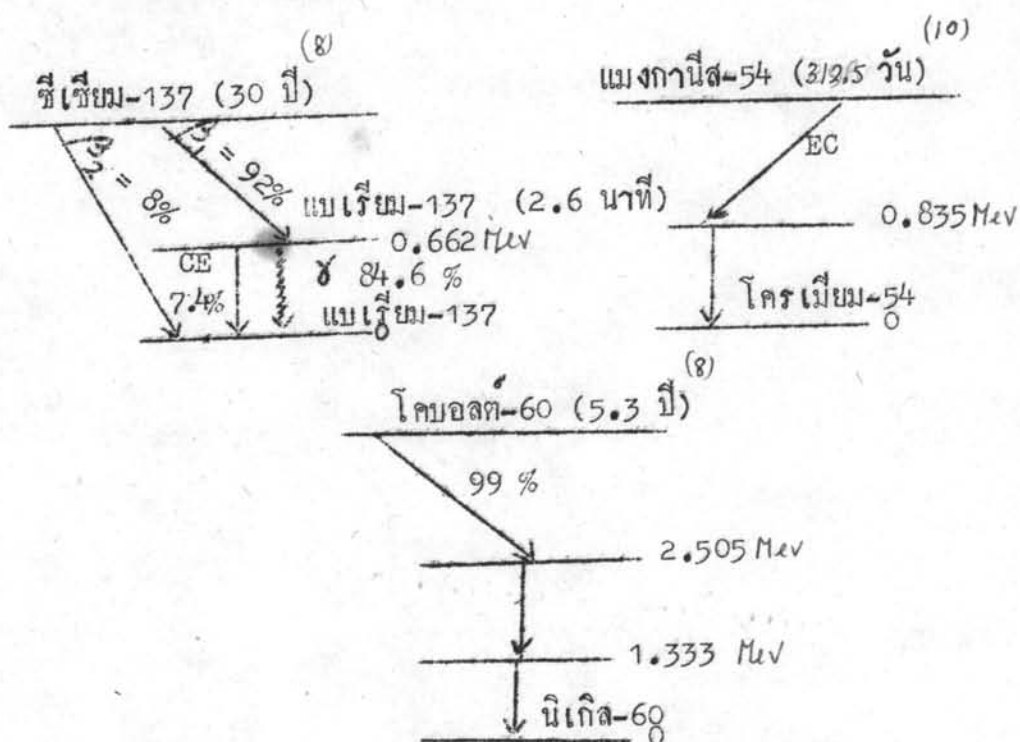 (8)
ซีเซียม-137 (30 ปี)
(10)
แมงกานีส-54 (312.5 วัน)
β₂ = 8%
β₁ = 92%
EC
แบเรียม-137 (2.6 นาที)
0.662 Mev
0.835 Mev
CE
7.4%
γ 84.6 %
แบเรียม-137
0
โครเมียม-54
0
(8)
โคบอลต์-60 (5.3 ปี)
99 %
2.505 Mev
1.333 Mev
นิเกิล-60
0